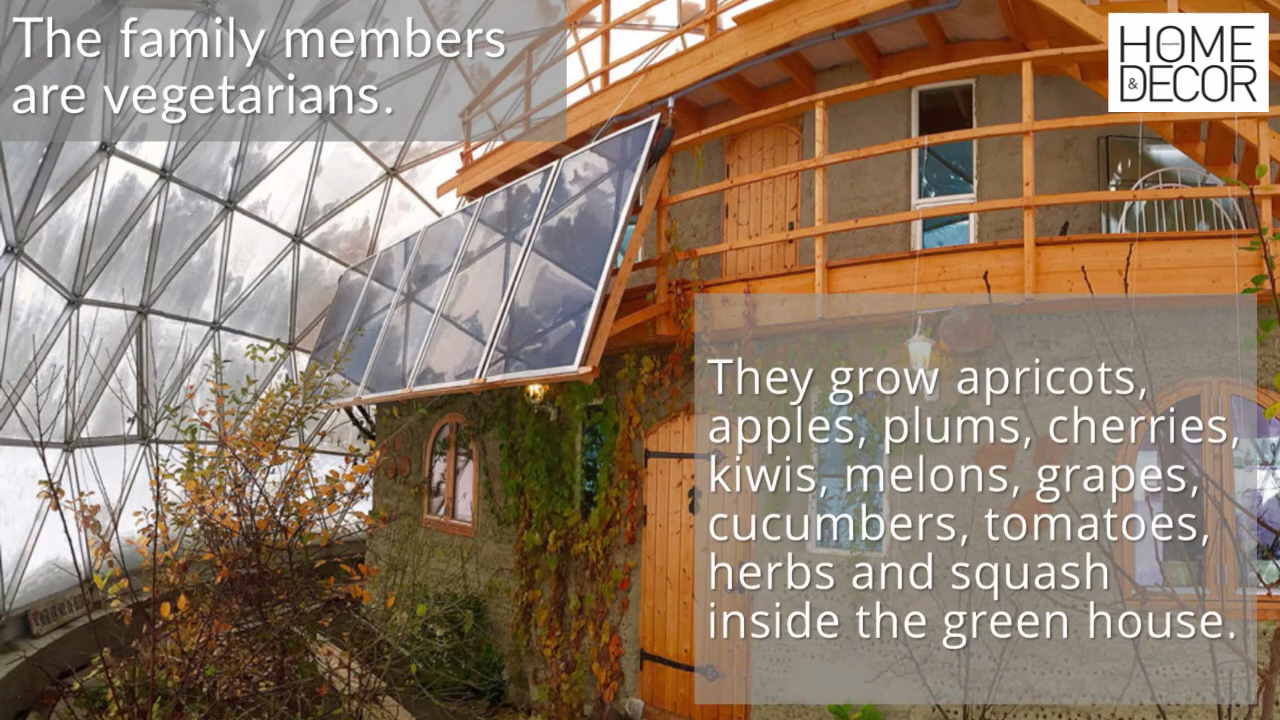 The family members
are vegetarians.
HOME
& DECOR
They grow apricots,
apples, plums, cherries,
kiwis, melons, grapes,
cucumbers, tomatoes,
herbs and squash
inside the green house.